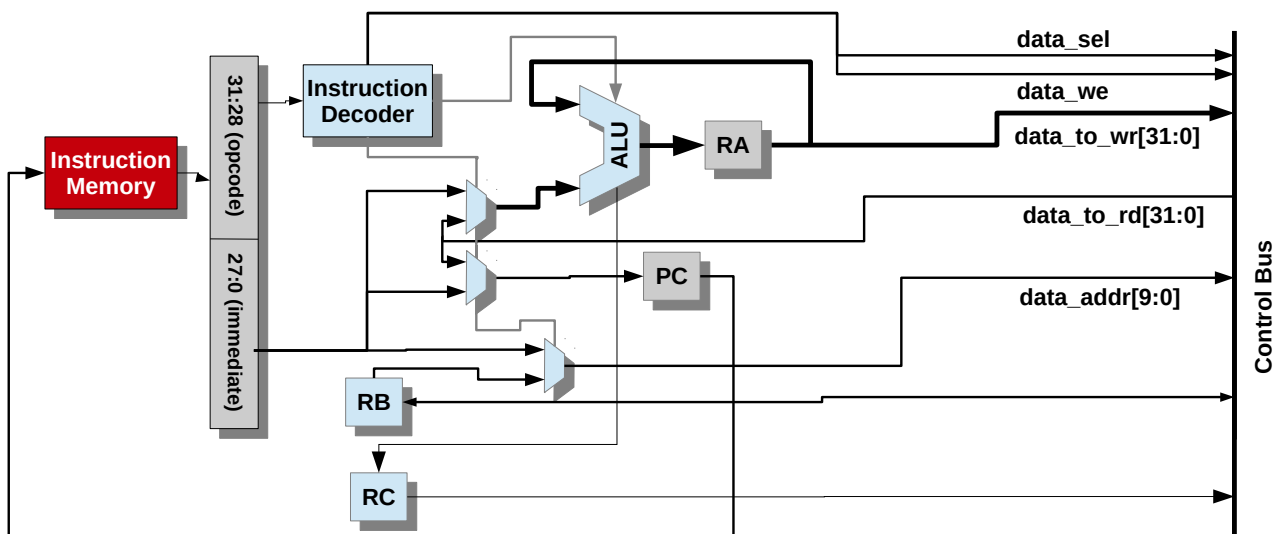 data_sel
31:28 (opcode)
Instruction
Decoder
data_we
ALU
RA
data_to_wr[31:0]
Instruction
Memory
data_to_rd[31:0]
27:0 (immediate)
PC
data_addr[9:0]
Control Bus
RB
RC